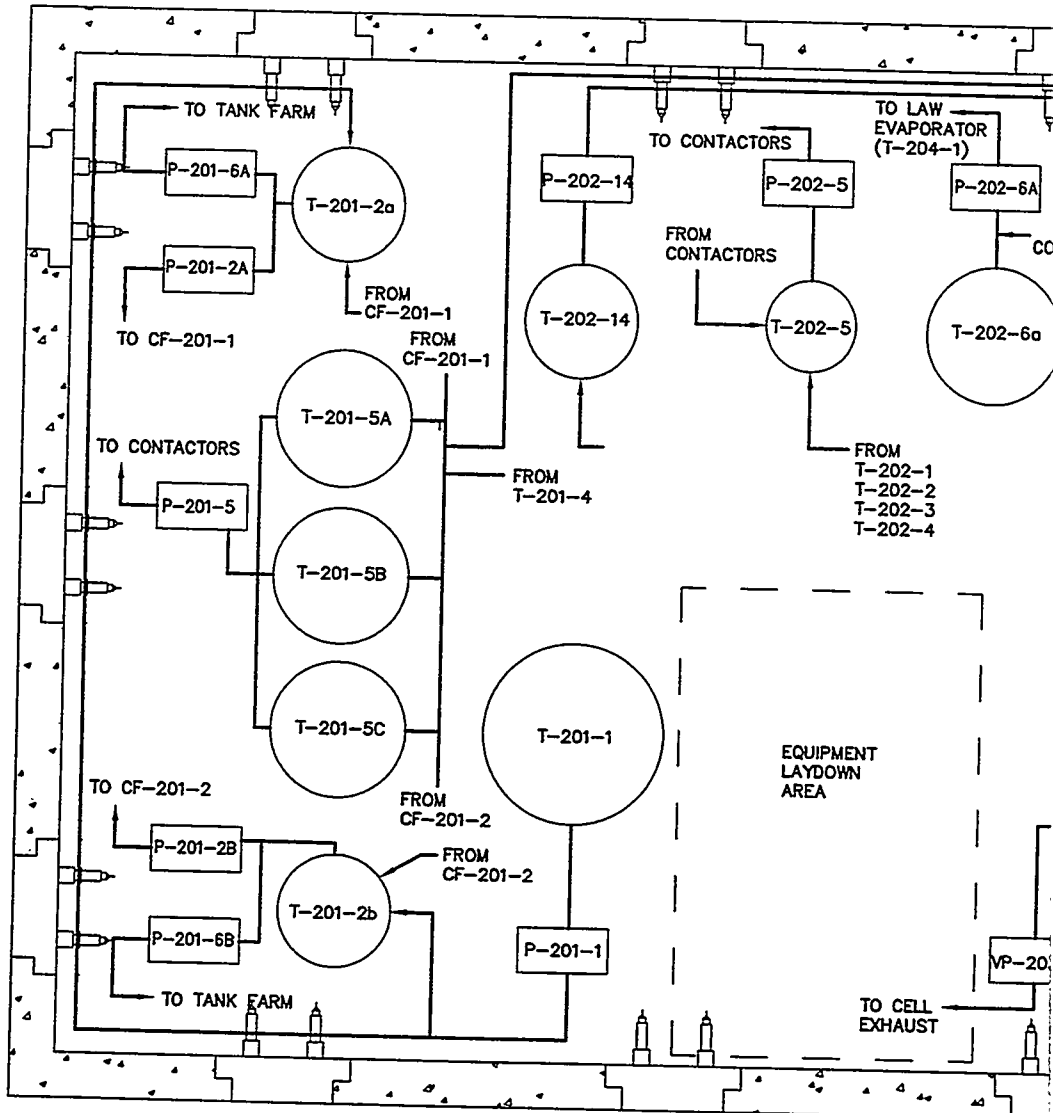 TO TANK FARM
P-201-6A
T-201-2a
P-201-2A
TO CF-201-1
FROM
CF-201-1
TO CONTACTORS
P-202-14
T-202-14
P-202-5
FROM
CONTACTORS
T-202-5
TO LAW
EVAPORATOR
(T-204-1)
P-202-6A
CO
T-202-6a
FROM
CF-201-1
T-201-5A
TO CONTACTORS
P-201-5
FROM
T-201-4
FROM
T-202-1
T-202-2
T-202-3
T-202-4
T-201-5B
T-201-5C
T-201-1
EQUIPMENT
LAYDOWN
AREA
TO CF-201-2
FROM
CF-201-2
P-201-2B
FROM
CF-201-2
T-201-2b
P-201-6B
P-201-1
VP-20
TO TANK FARM
TO CELL
EXHAUST